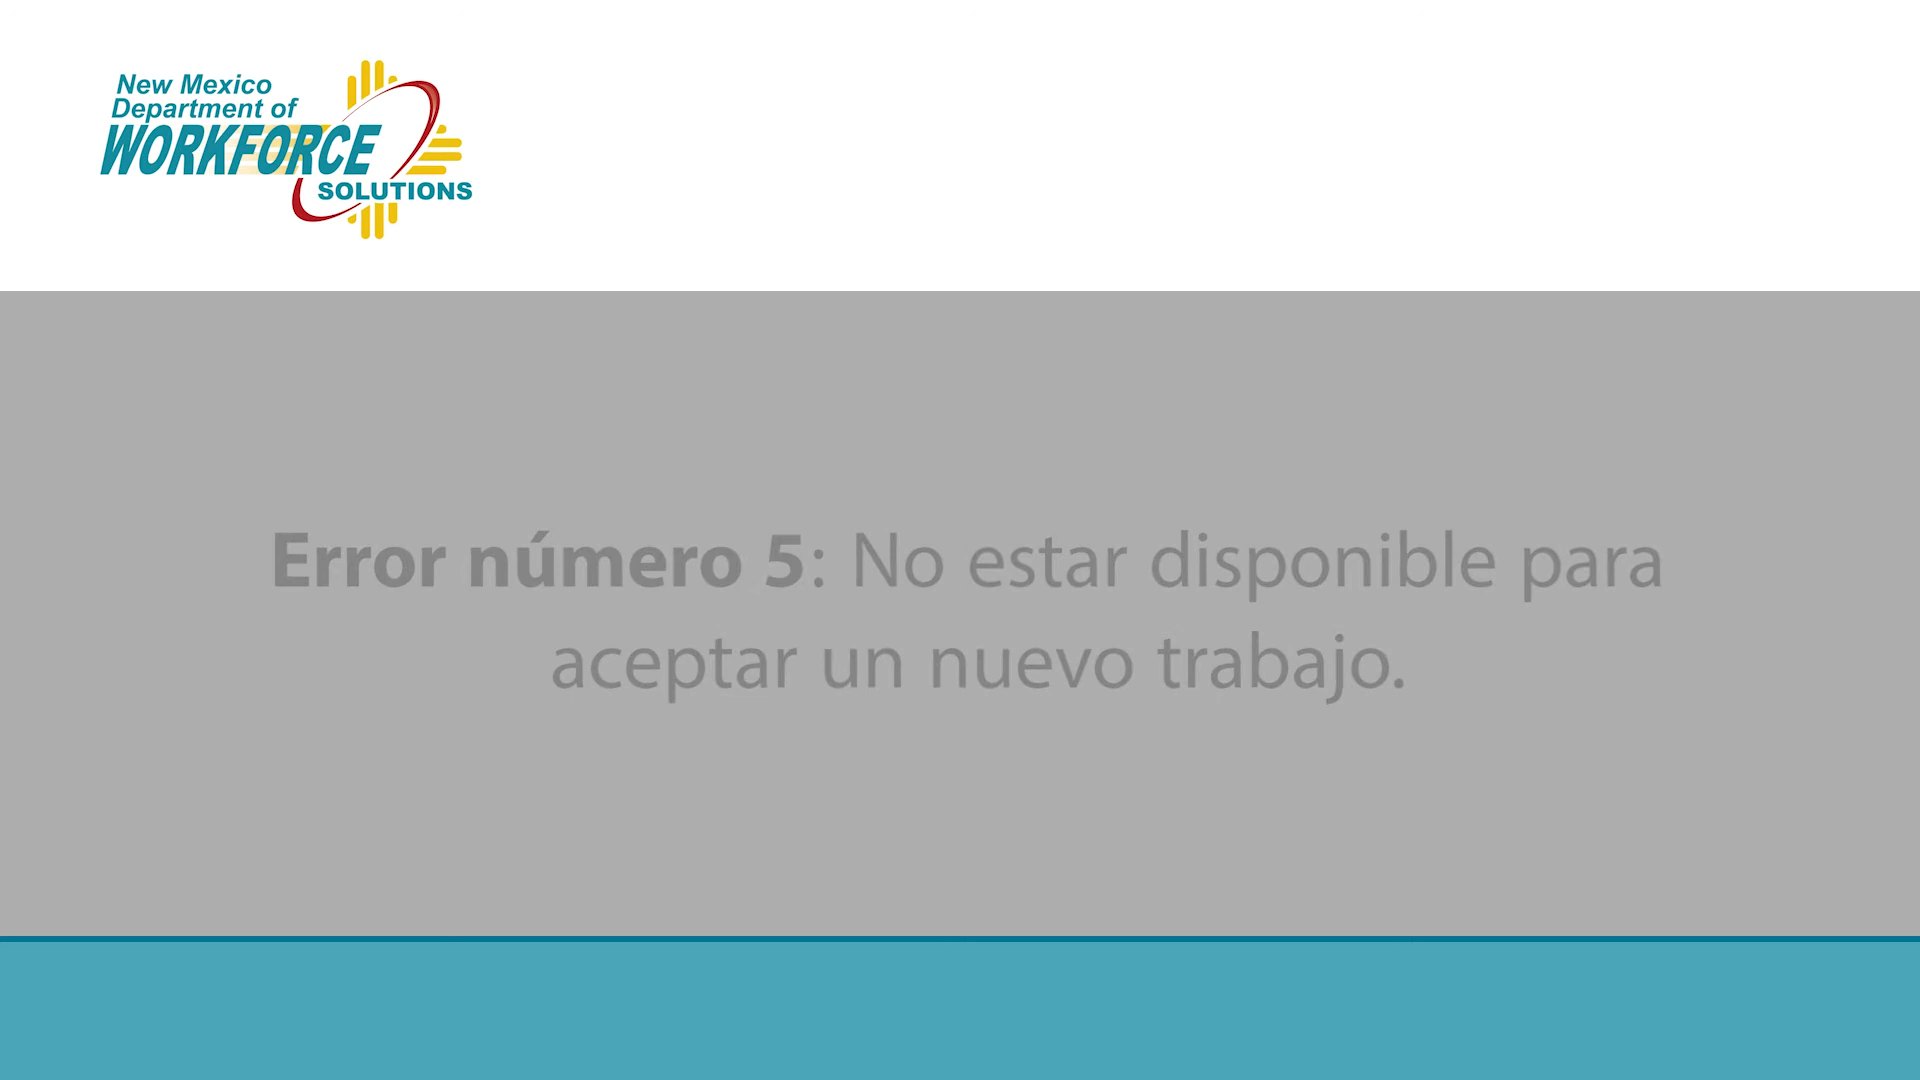 New Mexico
Department of
WORKFORCE
SOLUTIONS
Error número 5: No estar disponible para
aceptar un nuevo trabajo.